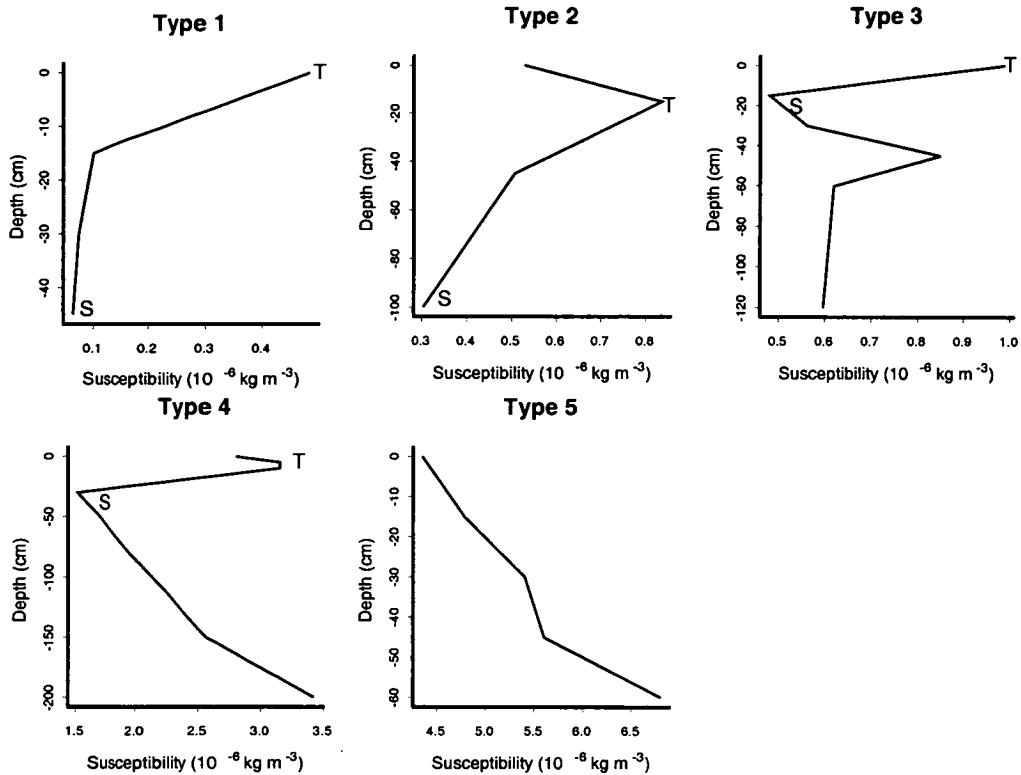 Type 1
Depth (cm)
0
-10
-20
-30
-40
T
S
0.1 0.2 0.3 0.4
Susceptibility (10 -6 kg m -3)
Type 2
Depth (cm)
0
-20
-40
-60
-80
-100
T
S
0.3 0.4 0.5 0.6 0.7 0.8
Susceptibility (10 -6 kg m -3)
Type 3
Depth (cm)
0
-20
-40
-60
-80
-100
-120
T
S
0.5 0.6 0.7 0.8 0.9 1.0
Susceptibility (10 -6 kg m -3)
Type 4
Depth (cm)
0
-50
-100
-150
-200
T
S
1.5 2.0 2.5 3.0 3.5
Susceptibility (10 -6 kg m -3)
Type 5
Depth (cm)
0
-10
-20
-30
-40
-50
-60
4.5 5.0 5.5 6.0 6.5
Susceptibility (10 -6 kg m -3)